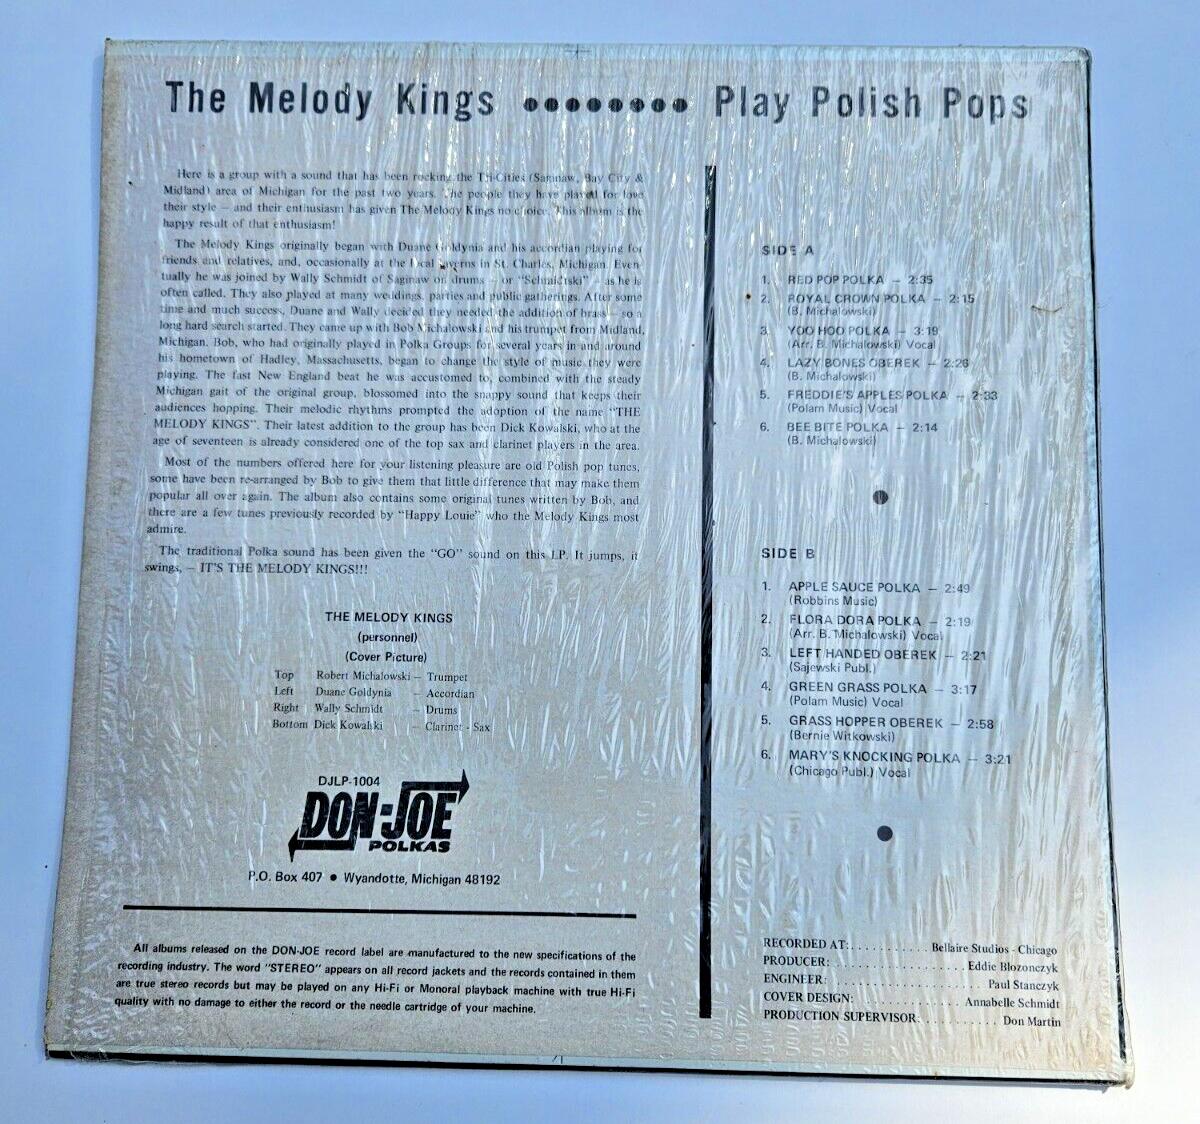 The Melody Kings ●●●●●●●● Play Polish Pops
Here is a group with a sound that has been rocking the Tri-Cities (Saginaw, Bay City &
Midland) area of Michigan for the past two years. The people they have played for love
their style — and their enthusiasm has given The Melody Kings no choice. This album is the
happy result of that enthusiasm!
The Melody Kings originally began with Duane Goldynia and his accordian playing for
friends and relatives, and, occasionally at the local taverns in St. Charles, Michigan. Even
tually he was joined by Wally Schmidt of Saginaw on drums — or "Schmidtski" as he is
often called. They also played at many weddings, parties and public gatherings. After some
time and much success, Duane and Wally decided they needed the addition of brass — so a
long hard search started. They came up with Bob Michalowski and his trumpet from Midland,
Michigan. Bob, who had originally played in Polka Groups for several years in and around
his hometown of Hadley, Massachusetts, began to change the style of music they were
playing. The fast New England beat he was accustomed to, combined with the steady
Michigan gait of the original group, blossomed into the snappy sound that keeps their
audiences hopping. Their melodic rhythms prompted the adoption of the name "THE
MELODY KINGS". Their latest addition to the group has been Dick Kowalski, who at the
age of seventeen is already considered one of the top sax and clarinet players in the area.
Most of the numbers offered here for your listening pleasure are old Polish pop tunes,
some have been re-arranged by Bob to give them that little difference that may make them
popular all over again. The album also contains some original tunes written by Bob, and
there are a few tunes previously recorded by "Happy Louie" who the Melody Kings most
admire.
The traditional Polka sound has been given the "GO" sound on this LP. It jumps, it
swings, — IT'S THE MELODY KINGS!!!
THE MELODY KINGS
(personnel)
(Cover Picture)
Top Robert Michalowski — Trumpet
Left Duane Goldynia — Accordian
Right Wally Schmidt — Drums
Bottom Dick Kowalski — Clarinet - Sax
DJLP-1004
DON-JOE
POLKAS
P.O. Box 407 ● Wyandotte, Michigan 48192
All albums released on the DON-JOE record label are manufactured to the new specifications of the
recording industry. The word "STEREO" appears on all record jackets and the records contained in them
are true stereo records but may be played on any Hi-Fi or Monoral playback machine with true Hi-Fi
quality with no damage to either the record or the needle cartridge of your machine.
SIDE A
1. RED POP POLKA — 2:35
2. ROYAL CROWN POLKA — 2:15
(B. Michalowski)
3. YOO HOO POLKA — 3:19
(Arr. B. Michalowski) Vocal
4. LAZY BONES OBEREK — 2:26
(B. Michalowski)
5. FREDDIE'S APPLES POLKA — 2:33
(Polam Music) Vocal
6. BEE BITE POLKA — 2:14
(B. Michalowski)
SIDE B
1. APPLE SAUCE POLKA — 2:49
(Robbins Music)
2. FLORA DORA POLKA — 2:19
(Arr. B. Michalowski) Vocal
3. LEFT HANDED OBEREK — 2:21
(Sajewski Publ.)
4. GREEN GRASS POLKA — 3:17
(Polam Music) Vocal
5. GRASS HOPPER OBEREK — 2:58
(Bernie Witkowski)
6. MARY'S KNOCKING POLKA — 3:21
(Chicago Publ.) Vocal
RECORDED AT: . . . . . . . . . . . Bellaire Studios - Chicago
PRODUCER: . . . . . . . . . . . . . . . . . Eddie Blozonczyk
ENGINEER: . . . . . . . . . . . . . . . . . . . . Paul Stanczyk
COVER DESIGN: . . . . . . . . . . . . . Annabelle Schmidt
PRODUCTION SUPERVISOR: . . . . . . . . . . Don Martin